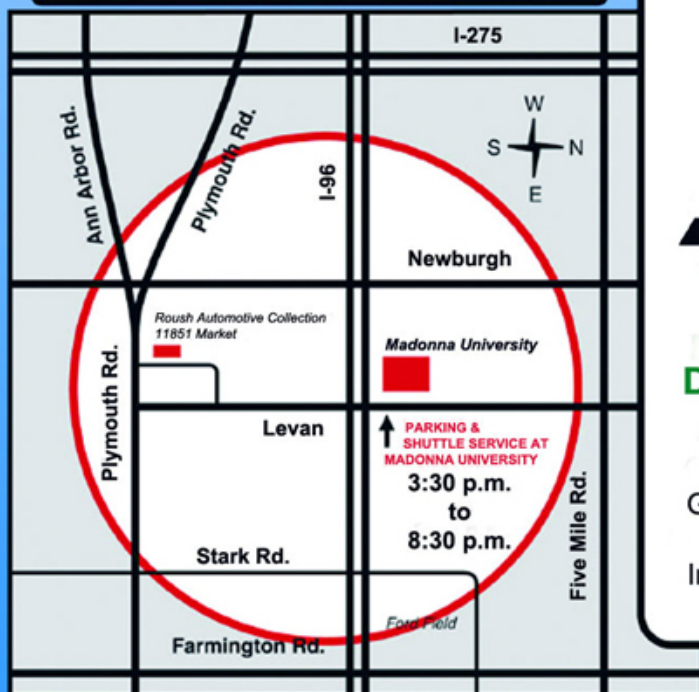 I-275
W
S N
E
Ann Arbor Rd.
Plymouth Rd.
I-96
Newburgh
Roush Automotive Collection
11851 Market
Madonna University
Plymouth Rd.
Levan
PARKING &
SHUTTLE SERVICE AT
MADONNA UNIVERSITY
3:30 p.m.
to
8:30 p.m.
Five Mile Rd.
Stark Rd.
Ford Field
Farmington Rd.